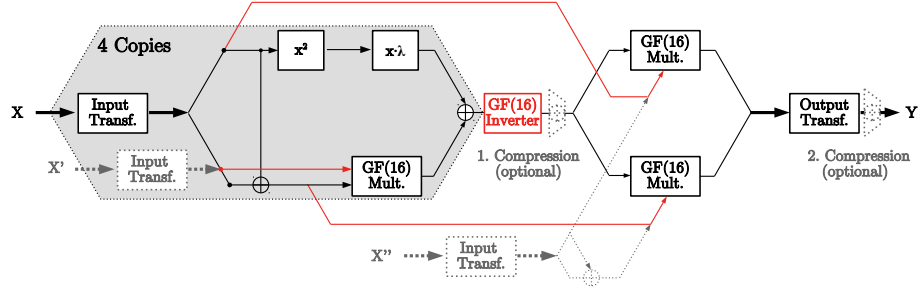 4 Copies
x²
x·λ
GF(16)
Mult.
X
Input
Transf.
GF(16)
Inverter
Output
Transf.
Y
X'
Input
Transf.
GF(16)
Mult.
1. Compression
(optional)
GF(16)
Mult.
2. Compression
(optional)
X''
Input
Transf.